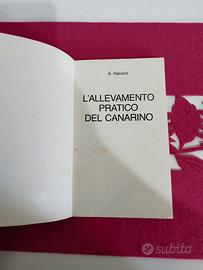 A. Harvant
L'ALLEVAMENTO
PRATICO
DEL CANARINO
subito